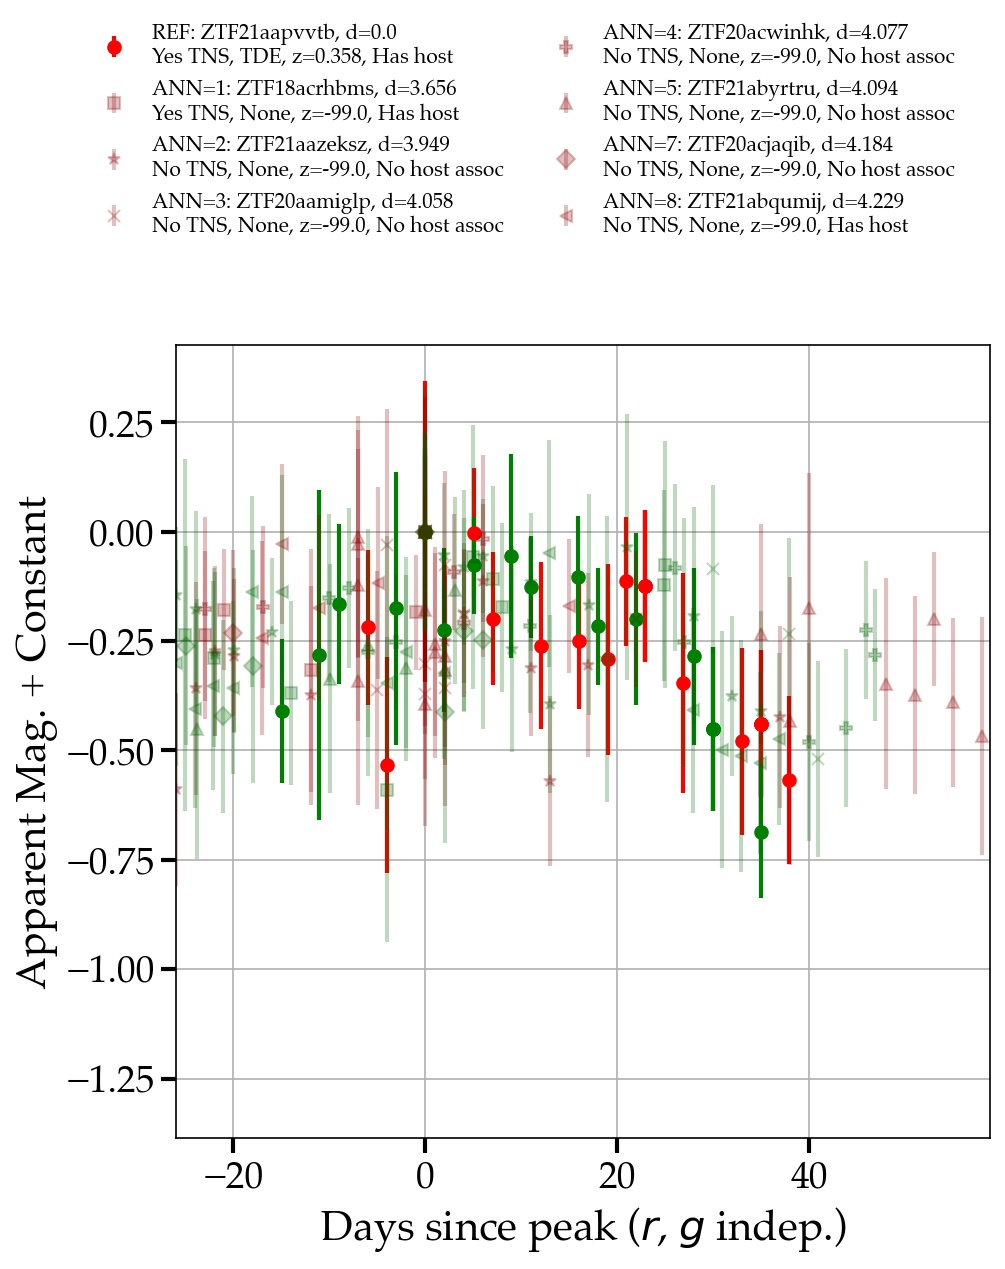 REF: ZTF21aapvvtb, d=0.0
Yes TNS, TDE, z=0.358, Has host
ANN=1: ZTF18acrhbms, d=3.656
Yes TNS, None, z=-99.0, Has host
ANN=2: ZTF21aazeksz, d=3.949
No TNS, None, z=-99.0, No host assoc
ANN=3: ZTF20aamiglp, d=4.058
No TNS, None, z=-99.0, No host assoc
ANN=4: ZTF20acwinhk, d=4.077
No TNS, None, z=-99.0, No host assoc
ANN=5: ZTF21abyrtru, d=4.094
No TNS, None, z=-99.0, No host assoc
ANN=7: ZTF20acjaqib, d=4.184
No TNS, None, z=-99.0, No host assoc
ANN=8: ZTF21abqumij, d=4.229
No TNS, None, z=-99.0, Has host
0.25
0.00
−0.25
−0.50
−0.75
−1.00
−1.25
Apparent Mag. + Constant
−20
0
20
40
Days since peak (r, g indep.)